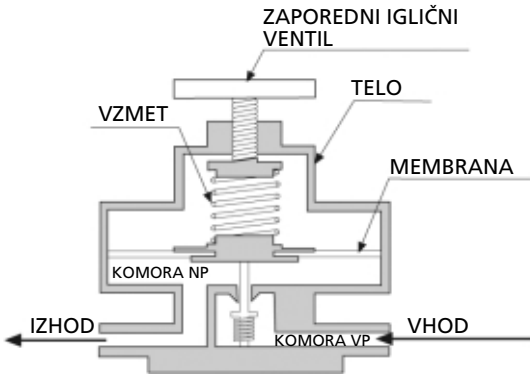 ZAPOREDNI IGLIČNI
VENTIL
TELO
VZMET
MEMBRANA
KOMORA NP
IZHOD
VHOD
KOMORA VP